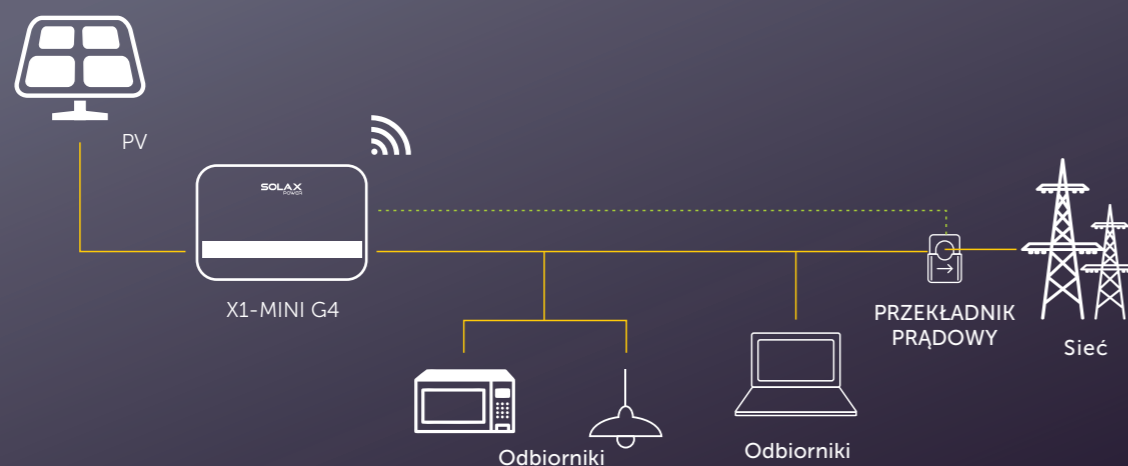 PV
SOLAX
POWER
X1-MINI G4
PRZEKŁADNIK
PRĄDOWY
Sieć
Odbiorniki
Odbiorniki